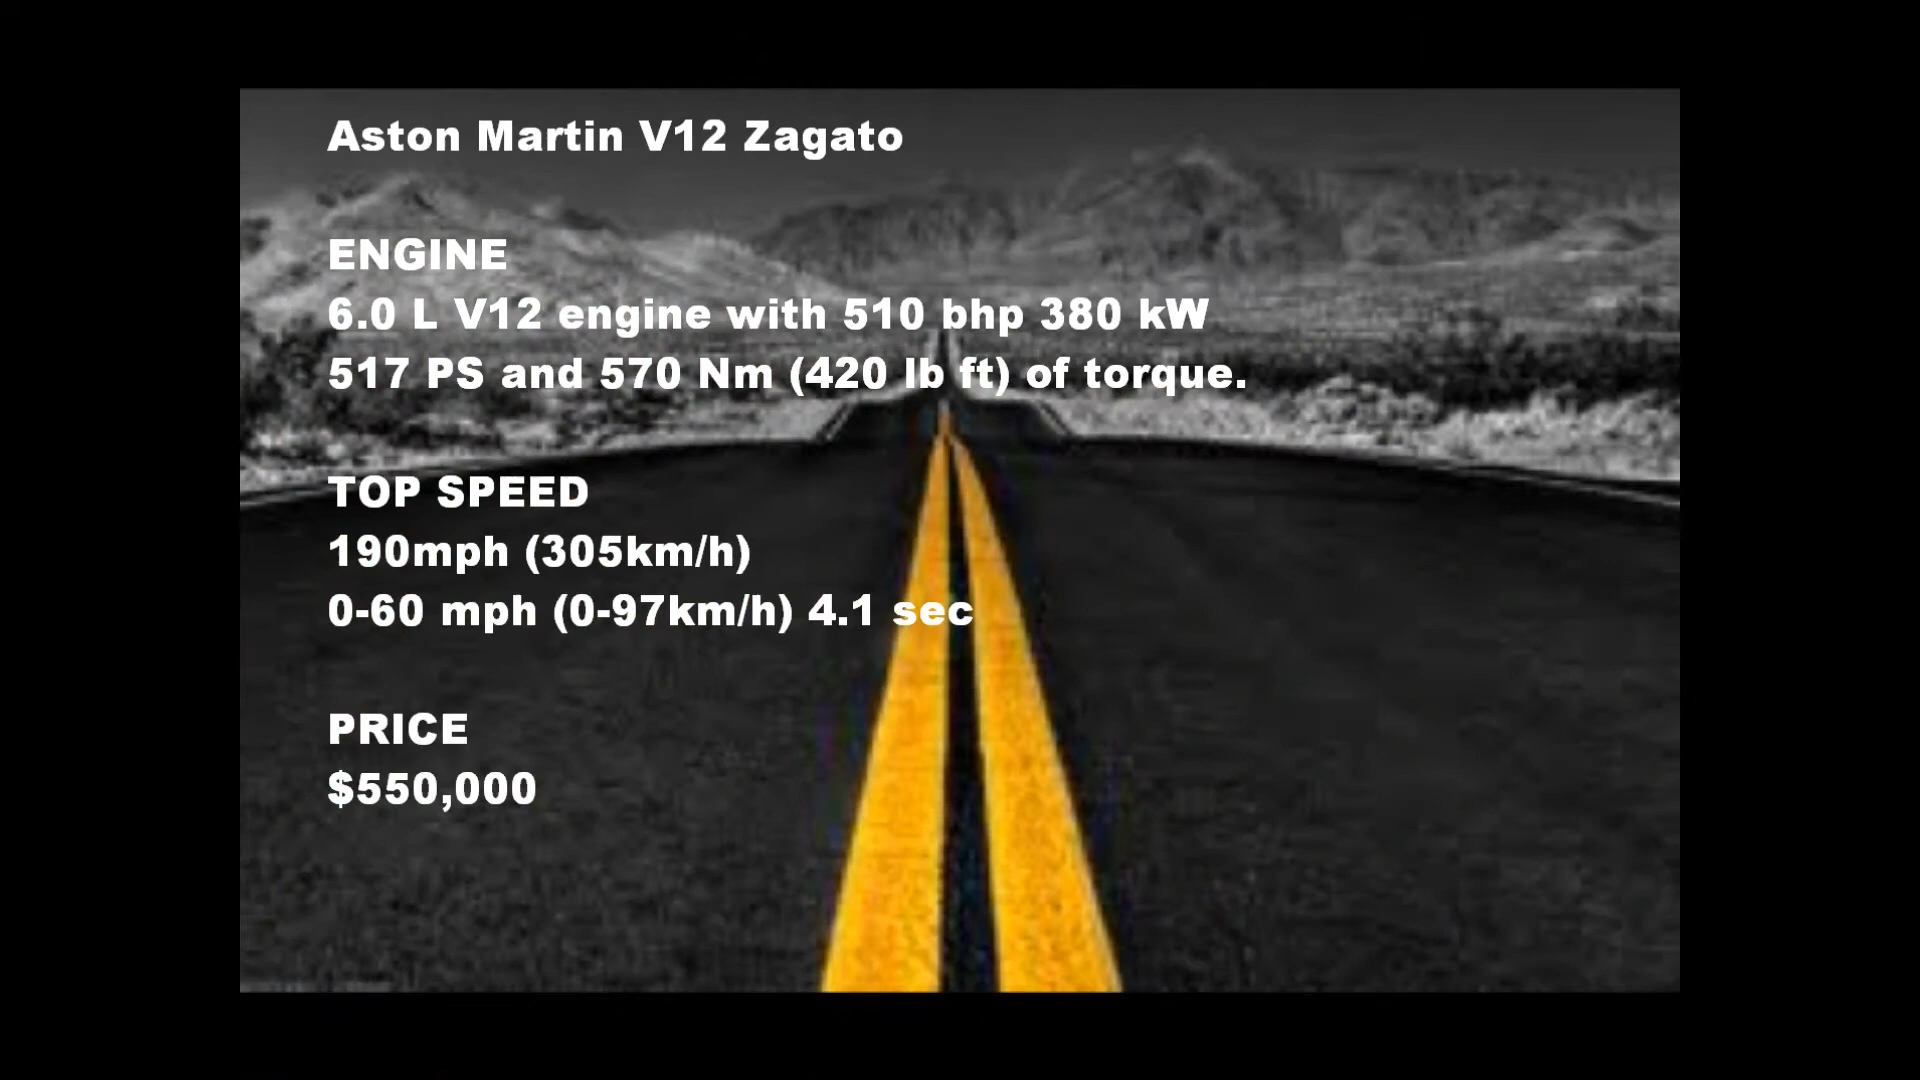 Aston Martin V12 Zagato
ENGINE
6.0 L V12 engine with 510 bhp 380 kW
517 PS and 570 Nm (420 lb ft) of torque.
TOP SPEED
190mph (305km/h)
0-60 mph (0-97km/h) 4.1 sec
PRICE
$550,000